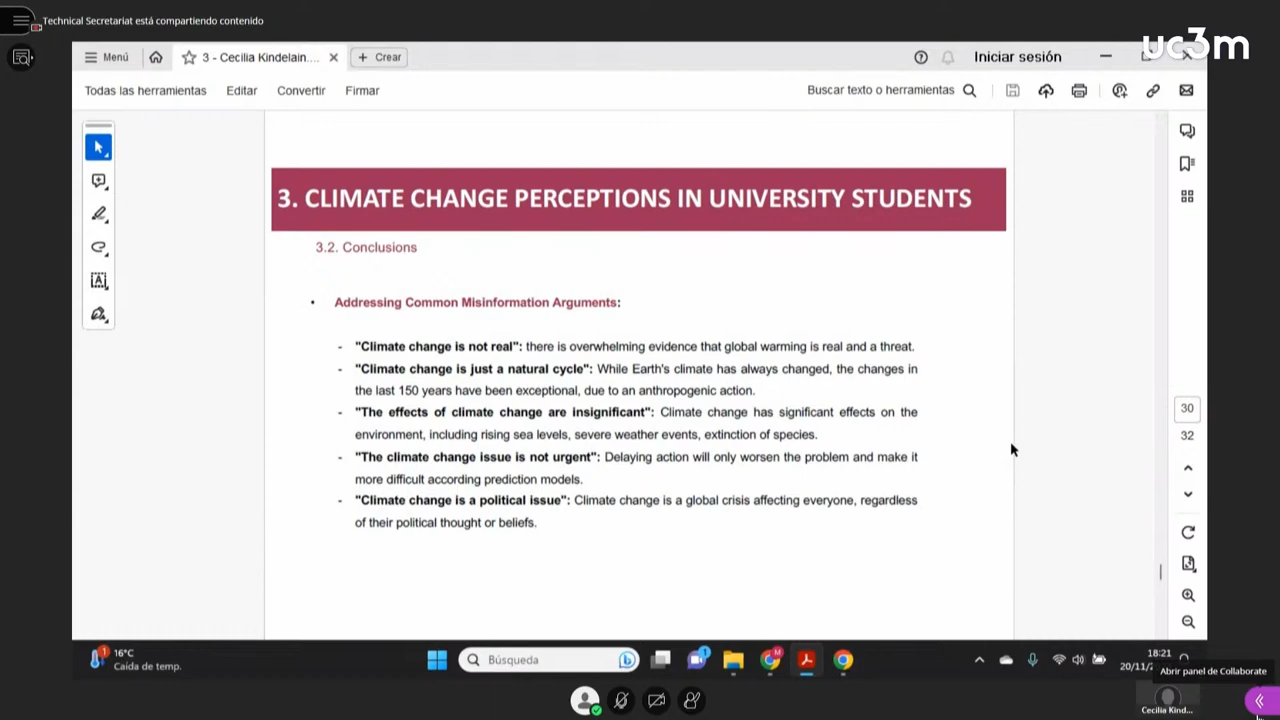 Technical Secretariat está compartiendo contenido
uc3m
Menú
3 - Cecilia Kindelain....
Crear
Iniciar sesión
Todas las herramientas
Editar
Convertir
Firmar
Buscar texto o herramientas
3. CLIMATE CHANGE PERCEPTIONS IN UNIVERSITY STUDENTS
3.2. Conclusions
• Addressing Common Misinformation Arguments:
- "Climate change is not real": there is overwhelming evidence that global warming is real and a threat.
- "Climate change is just a natural cycle": While Earth's climate has always changed, the changes in
the last 150 years have been exceptional, due to an anthropogenic action.
- "The effects of climate change are insignificant": Climate change has significant effects on the
environment, including rising sea levels, severe weather events, extinction of species.
- "The climate change issue is not urgent": Delaying action will only worsen the problem and make it
more difficult according prediction models.
- "Climate change is a political issue": Climate change is a global crisis affecting everyone, regardless
of their political thought or beliefs.
30
32
1
16°C
Caída de temp.
Búsqueda
1
M
18:21
20/11/2
Abrir panel de Collaborate
Cecilia Kind...